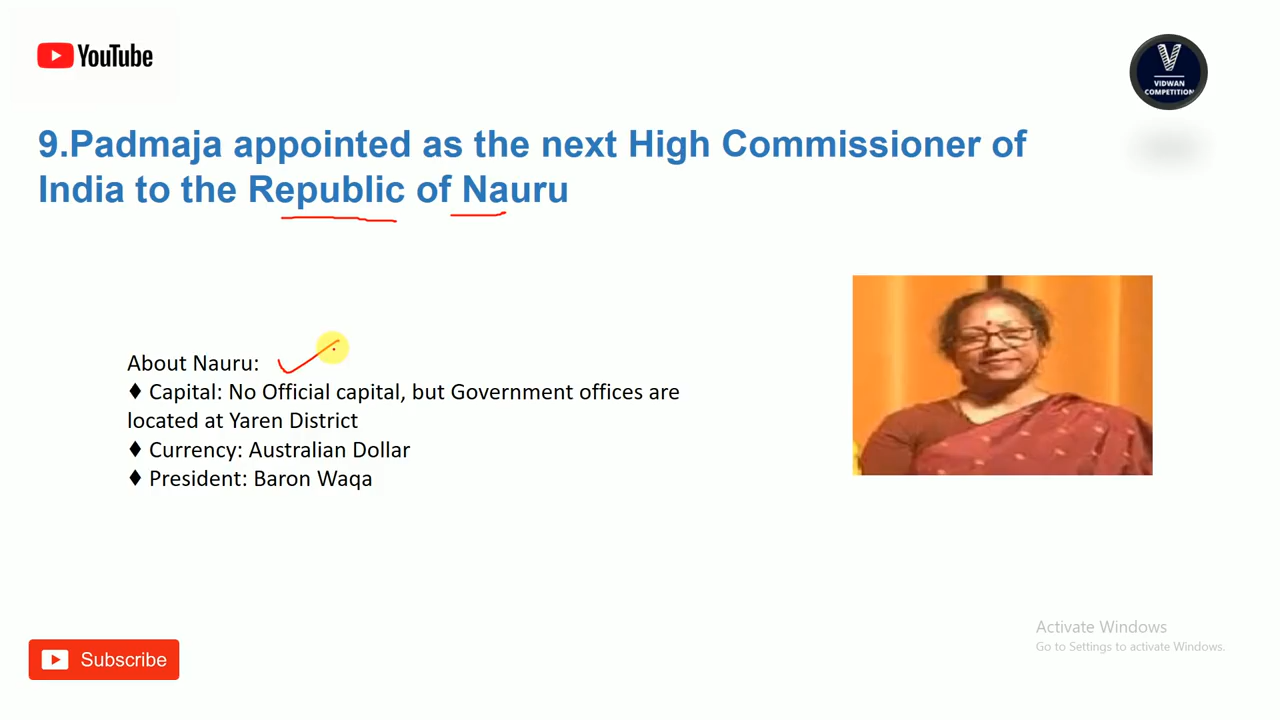 YouTube
V
VIDWAN
COMPETITION
9.Padmaja appointed as the next High Commissioner of
India to the Republic of Nauru
About Nauru:
♦ Capital: No Official capital, but Government offices are
located at Yaren District
♦ Currency: Australian Dollar
♦ President: Baron Waqa
Activate Windows
Go to Settings to activate Windows.
Subscribe